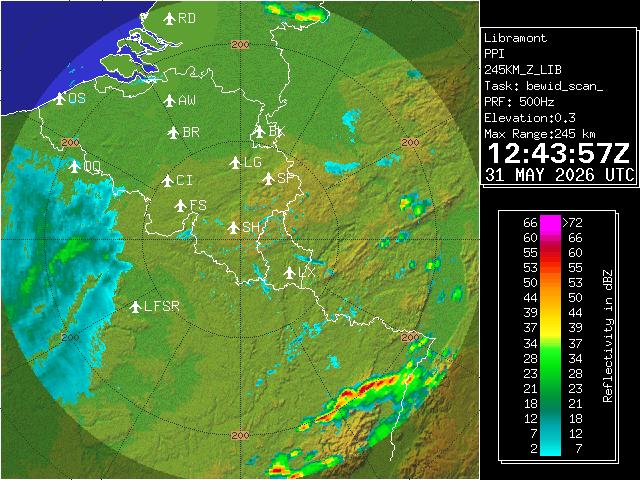 RD
200
OS
AW
BR
BK
200
200
QQ
LG
CI
SP
FS
SH
LX
LFSR
200
200
200
Libramont
PPI
245KM_Z_LIB
Task: bewid_scan_
PRF: 500Hz
Elevation:0.3
Max Range:245 km
12:43:57Z
31 MAY 2026 UTC
66 >72
60 66
55 60
53 55
50 53
44 50
39 44
37 39
34 37
28 34
23 28
21 23
18 21
12 18
7 12
2 7
Reflectivity in dBZ